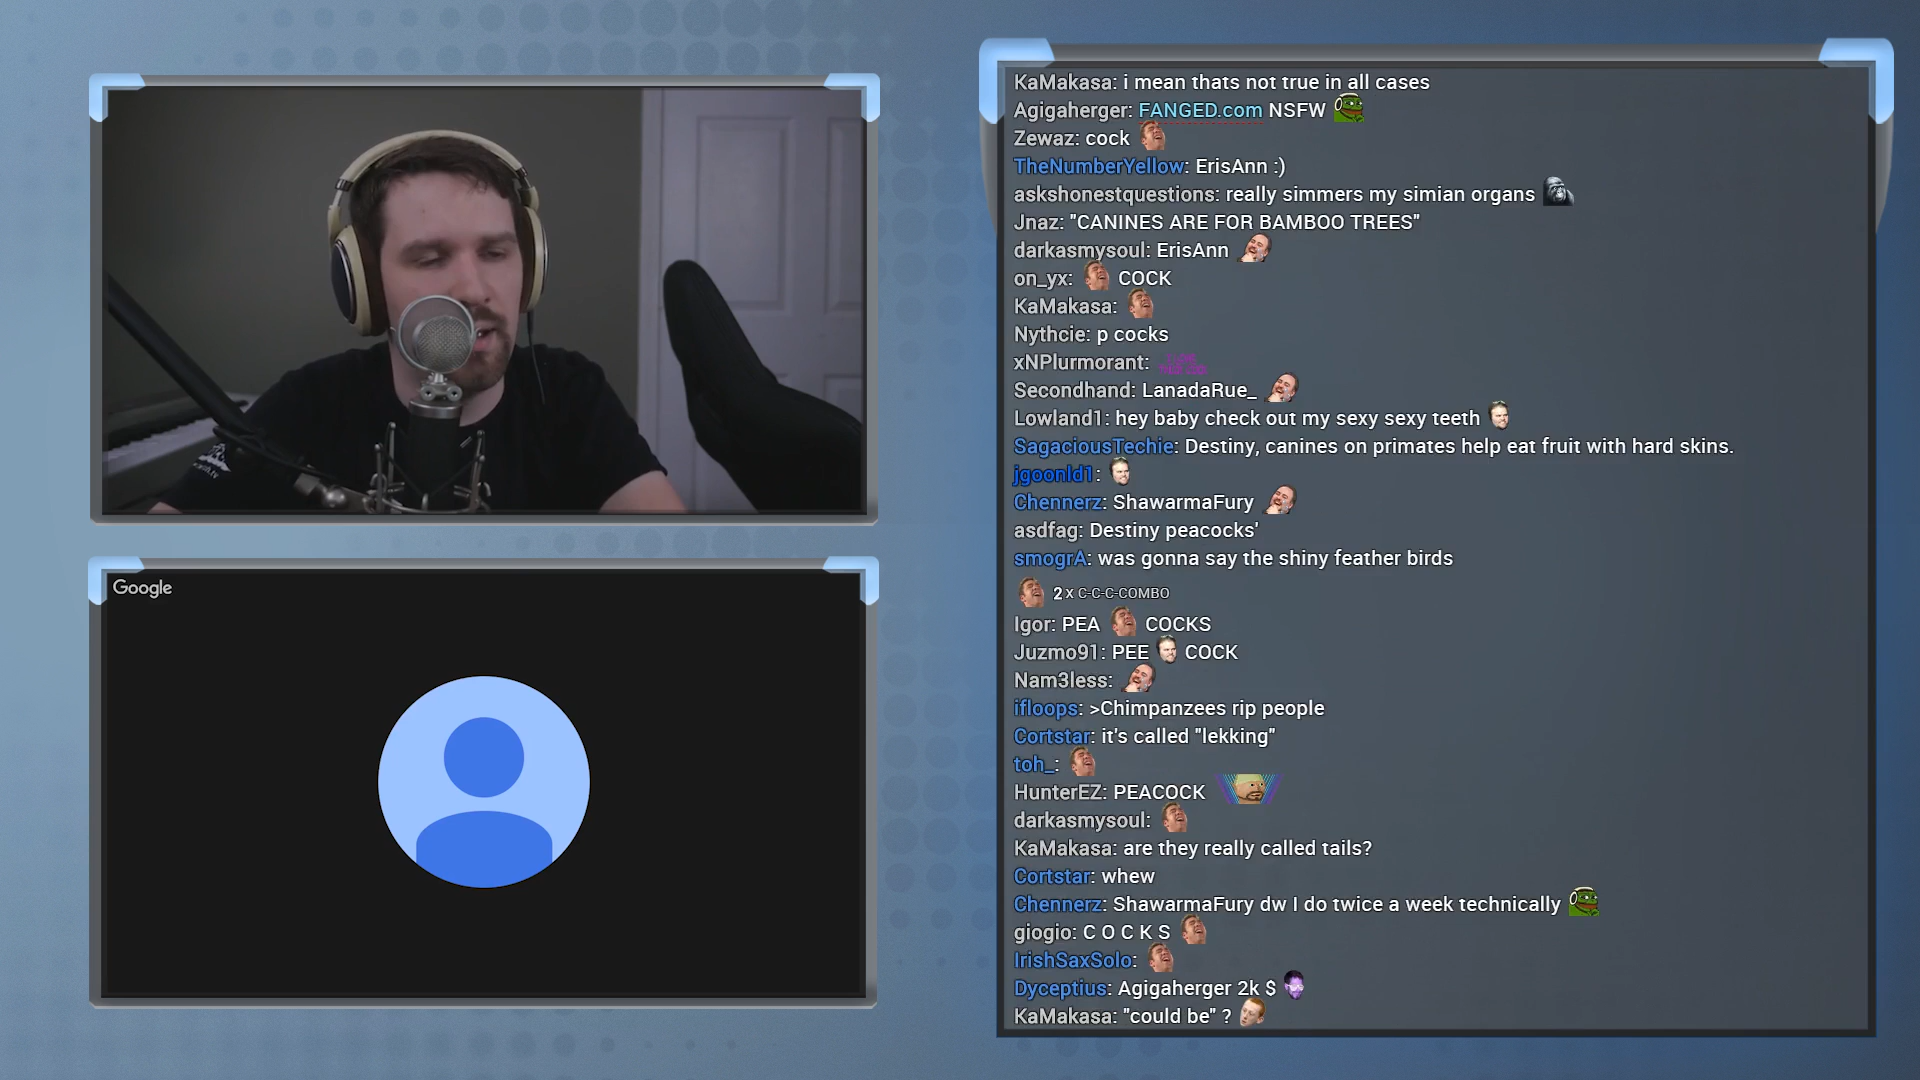 Google
KaMakasa: i mean thats not true in all cases
Agigaherger: FANGED.com NSFW
Zewaz: cock
TheNumberYellow: ErisAnn :)
askshonestquestions: really simmers my simian organs
Jnaz: "CANINES ARE FOR BAMBOO TREES"
darkasmysoul: ErisAnn
on_yx: COCK
KaMakasa:
Nythcie: p cocks
xNPlurmorant:
Secondhand: LanadaRue_
Lowland1: hey baby check out my sexy sexy teeth
SagaciousTechie: Destiny, canines on primates help eat fruit with hard skins.
jgoonld1:
Chennerz: ShawarmaFury
asdfag: Destiny peacocks'
smogrA: was gonna say the shiny feather birds
2 x C-C-C-COMBO
Igor: PEA COCKS
Juzmo91: PEE COCK
Nam3less:
ifloops: >Chimpanzees rip people
Cortstar: it's called "lekking"
toh_:
HunterEZ: PEACOCK
darkasmysoul:
KaMakasa: are they really called tails?
Cortstar: whew
Chennerz: ShawarmaFury dw I do twice a week technically
giogio: C O C K S
IrishSaxSolo:
Dyceptius: Agigaherger 2k $
KaMakasa: "could be" ?